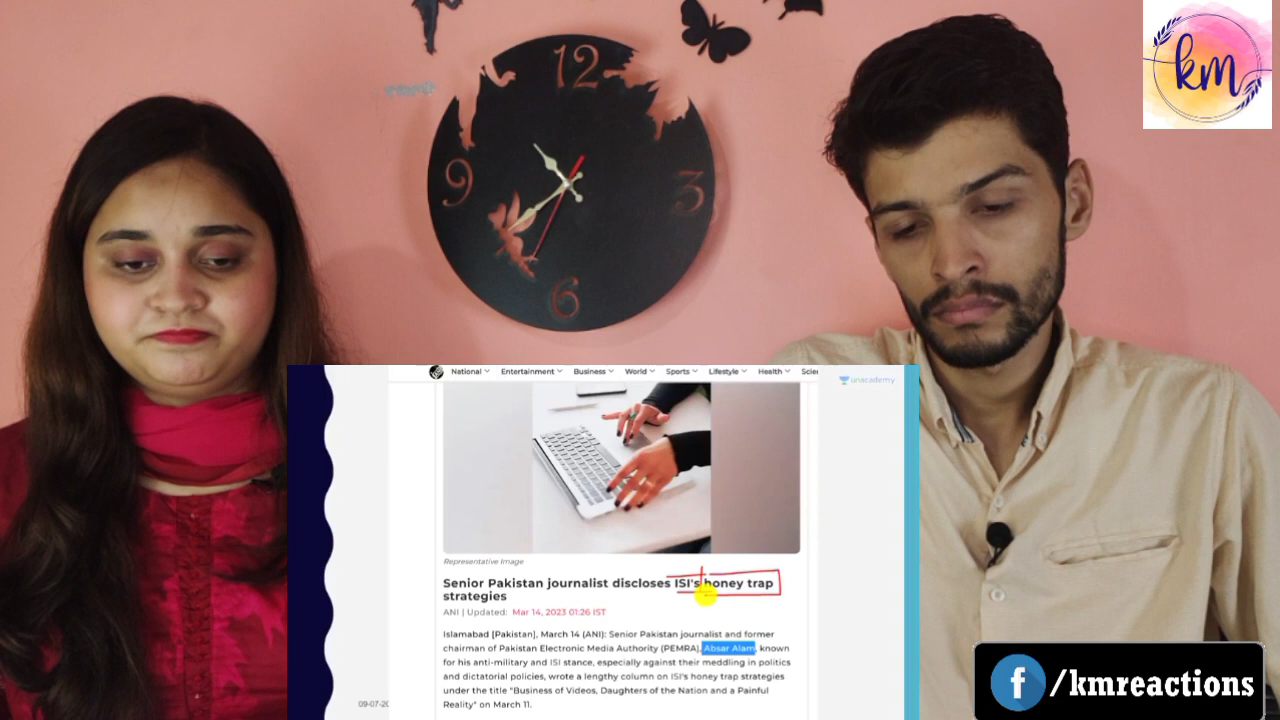 km
12
9
3
6
National Entertainment Business World Sports Lifestyle Health
unacademy
Representative Image
Senior Pakistan journalist discloses ISI's honey trap
strategies
ANI | Updated: Mar 14, 2023 01:26 IST
Islamabad [Pakistan], March 14 (ANI): Senior Pakistan journalist and former
chairman of Pakistan Electronic Media Authority (PEMRA), Absar Alam, known
for his anti-military and ISI stance, especially against their meddling in politics
and dictatorial policies, wrote a lengthy column on ISI's honey trap strategies
under the title "Business of Videos, Daughters of the Nation and a Painful
Reality" on March 11.
09-07-20
f/kmreactions